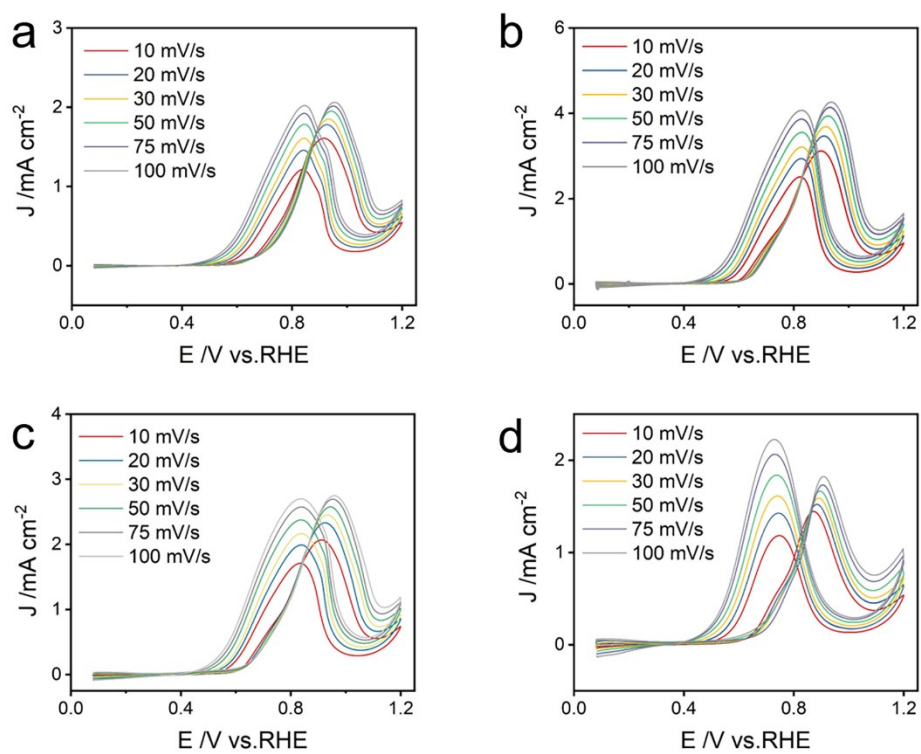 a
3
2
1
0
J /mA cm⁻²
10 mV/s
20 mV/s
30 mV/s
50 mV/s
75 mV/s
100 mV/s
0.0 0.4 0.8 1.2
E /V vs.RHE
b
6
4
2
0
J /mA cm⁻²
10 mV/s
20 mV/s
30 mV/s
50 mV/s
75 mV/s
100 mV/s
0.0 0.4 0.8 1.2
E /V vs.RHE
c
4
3
2
1
0
J /mA cm⁻²
10 mV/s
20 mV/s
30 mV/s
50 mV/s
75 mV/s
100 mV/s
0.0 0.4 0.8 1.2
E /V vs.RHE
d
2
1
0
J /mA cm⁻²
10 mV/s
20 mV/s
30 mV/s
50 mV/s
75 mV/s
100 mV/s
0.0 0.4 0.8 1.2
E /V vs.RHE